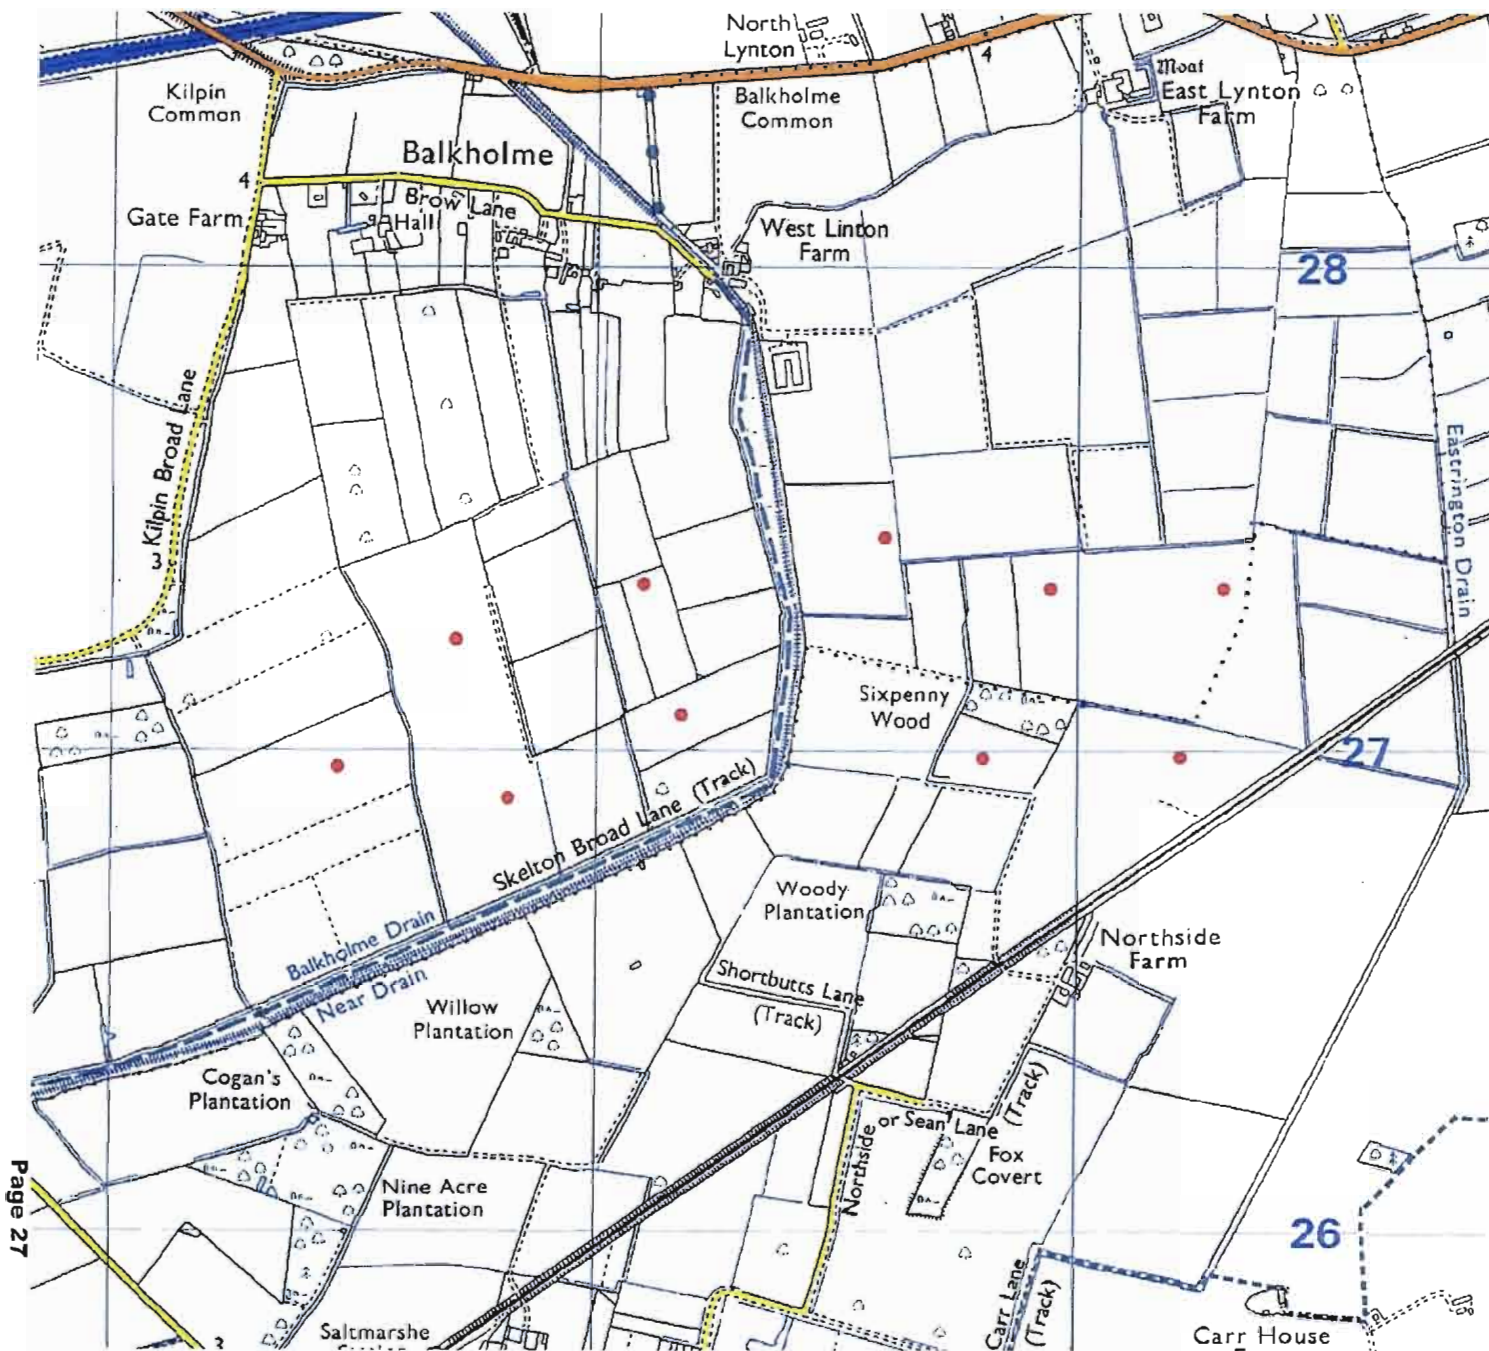 North
Lynton
4
Moat
East Lynton
Farm
Kilpin
Common
Balkholme
Common
Balkholme
4
Brow Lane
Hall
Gate Farm
West Linton
Farm
28
Kilpin Broad Lane
3
Eastrington Drain
Sixpenny
Wood
27
Skelton Broad Lane (Track)
Woody
Plantation
Balkholme Drain
Near Drain
Northside
Farm
Shortbutts Lane
(Track)
Willow
Plantation
Cogan's
Plantation
(Track)
Northside or Sean Lane
Fox
Covert
Nine Acre
Plantation
Page 27
26
Carr Lane
(Track)
3
Saltmarshe
Carr House